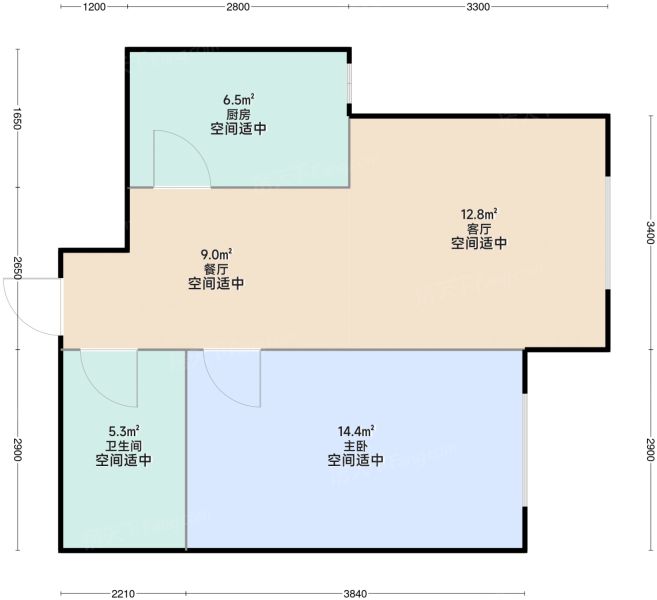 1200
2800
3300
1650
2650
2900
3400
2900
6.5㎡
厨房
空间适中
12.8㎡
客厅
空间适中
9.0㎡
餐厅
空间适中
5.3㎡
卫生间
空间适中
14.4㎡
主卧
空间适中
2210
3840